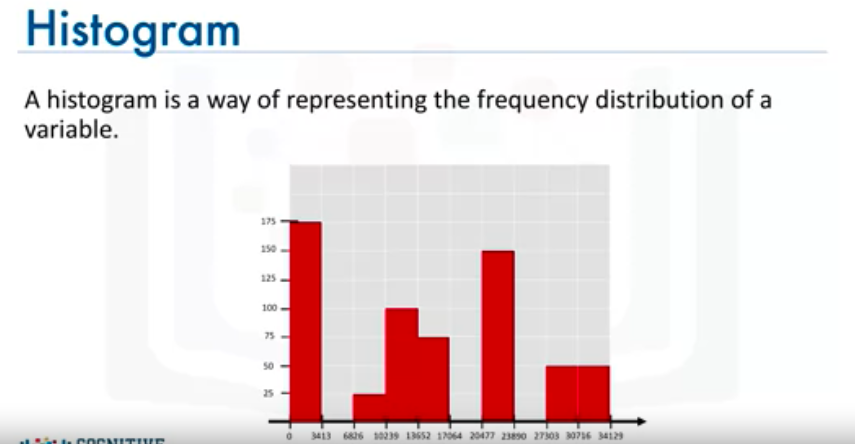 Histogram
A histogram is a way of representing the frequency distribution of a
variable.
175
150
125
100
75
50
25
0 3413 6826 10239 13652 17064 20477 23890 27303 30716 34129
COGNITIVE